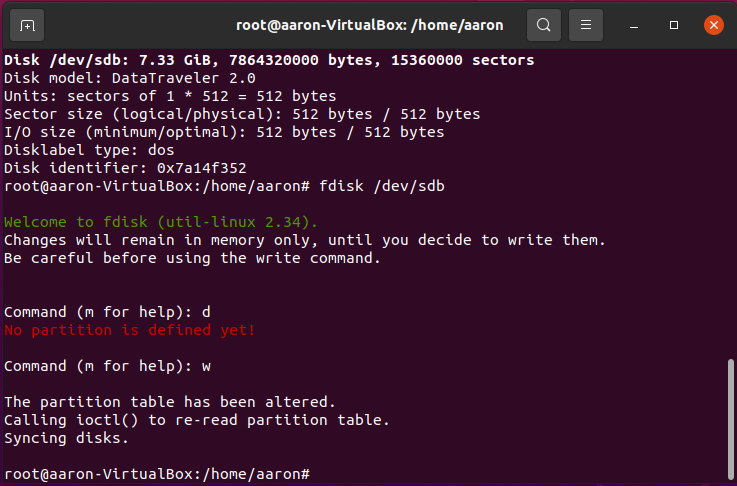 root@aaron-VirtualBox: /home/aaron
Disk /dev/sdb: 7.33 GiB, 7864320000 bytes, 15360000 sectors
Disk model: DataTraveler 2.0
Units: sectors of 1 * 512 = 512 bytes
Sector size (logical/physical): 512 bytes / 512 bytes
I/O size (minimum/optimal): 512 bytes / 512 bytes
Disklabel type: dos
Disk identifier: 0x7a14f352
root@aaron-VirtualBox:/home/aaron# fdisk /dev/sdb
Welcome to fdisk (util-linux 2.34).
Changes will remain in memory only, until you decide to write them.
Be careful before using the write command.
Command (m for help): d
No partition is defined yet!
Command (m for help): w
The partition table has been altered.
Calling ioctl() to re-read partition table.
Syncing disks.
root@aaron-VirtualBox:/home/aaron#